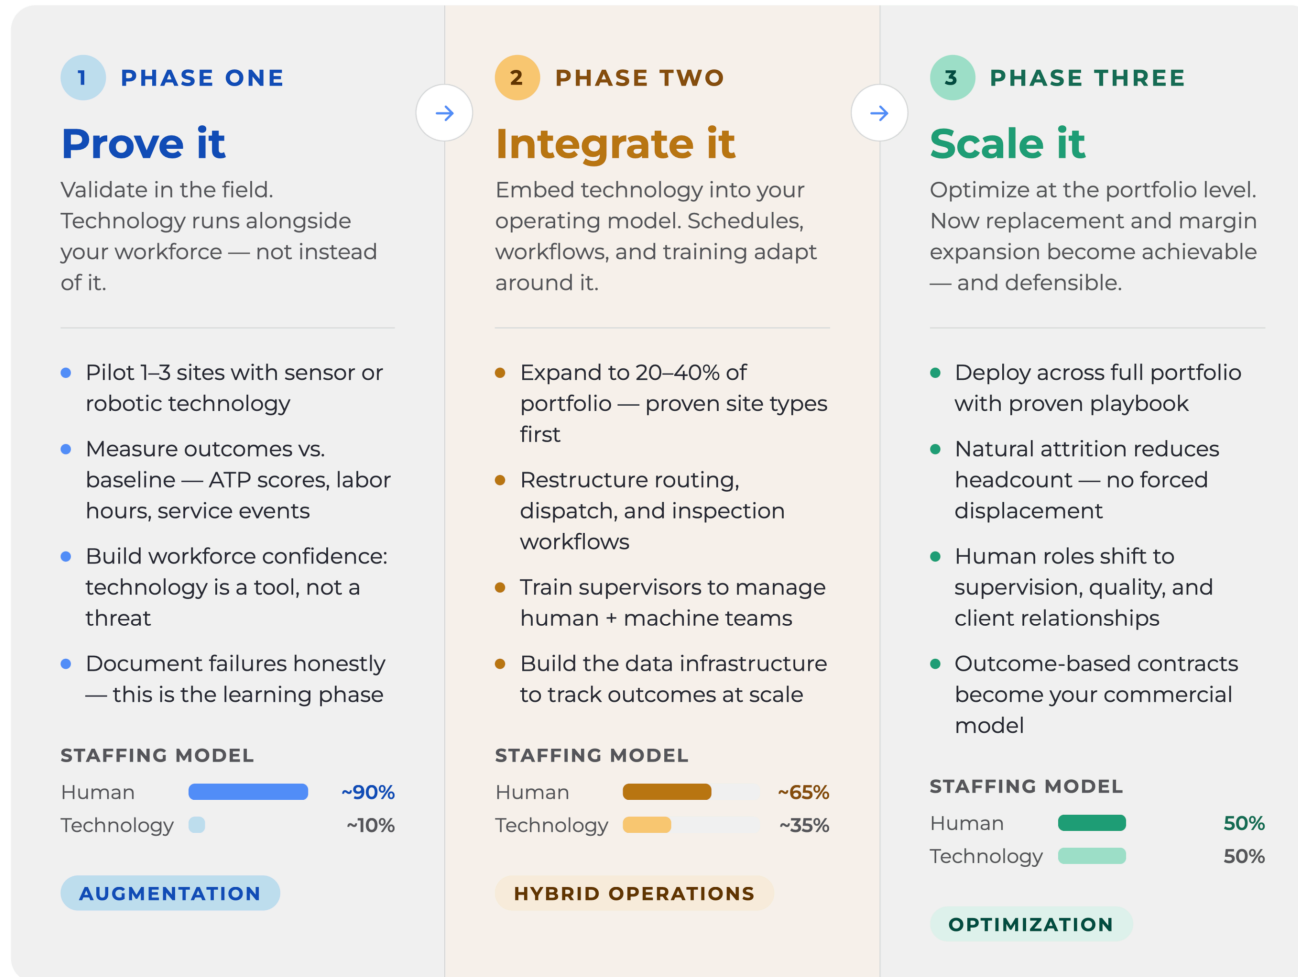 1 PHASE ONE
Prove it
Validate in the field.
Technology runs alongside
your workforce — not instead
of it.
Pilot 1–3 sites with sensor or
robotic technology
Measure outcomes vs.
baseline — ATP scores, labor
hours, service events
Build workforce confidence:
technology is a tool, not a
threat
Document failures honestly
— this is the learning phase
STAFFING MODEL
Human ~90%
Technology ~10%
AUGMENTATION
2 PHASE TWO
Integrate it
Embed technology into your
operating model. Schedules,
workflows, and training adapt
around it.
Expand to 20–40% of
portfolio — proven site types
first
Restructure routing,
dispatch, and inspection
workflows
Train supervisors to manage
human + machine teams
Build the data infrastructure
to track outcomes at scale
STAFFING MODEL
Human ~65%
Technology ~35%
HYBRID OPERATIONS
3 PHASE THREE
Scale it
Optimize at the portfolio level.
Now replacement and margin
expansion become achievable
— and defensible.
Deploy across full portfolio
with proven playbook
Natural attrition reduces
headcount — no forced
displacement
Human roles shift to
supervision, quality, and
client relationships
Outcome-based contracts
become your commercial
model
STAFFING MODEL
Human 50%
Technology 50%
OPTIMIZATION